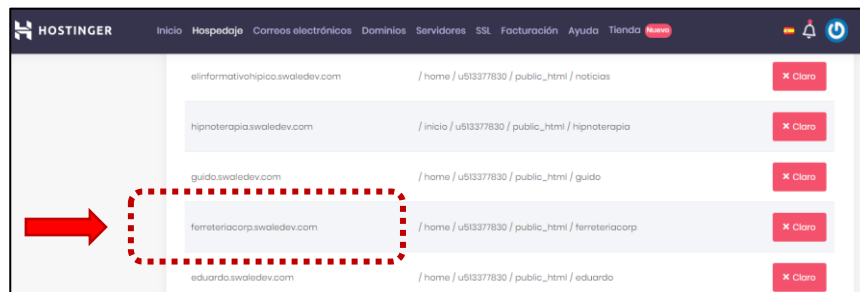 HOSTINGER Inicio Hospedaje Correos electrónicos Dominios Servidores SSL Facturación Ayuda Tienda Nuevo
elinformativohipico.swaledev.com / home / u513377830 / public_html / noticias × Claro
hipnoterapia.swaledev.com / inicio / u513377830 / public_html / hipnoterapia × Claro
guido.swaledev.com / home / u513377830 / public_html / guido × Claro
ferreteriacorp.swaledev.com / home / u513377830 / public_html / ferreteriacorp × Claro
eduardo.swaledev.com / home / u513377830 / public_html / eduardo × Claro